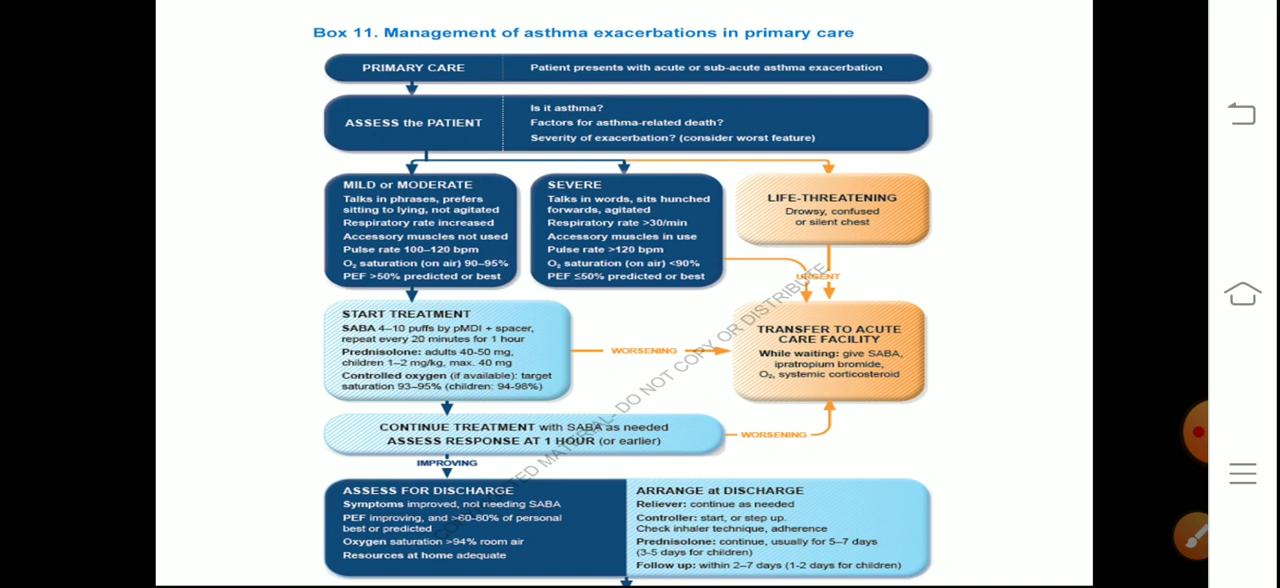 Box 11. Management of asthma exacerbations in primary care
PRIMARY CARE
Patient presents with acute or sub-acute asthma exacerbation
ASSESS the PATIENT
Is it asthma?
Factors for asthma-related death?
Severity of exacerbation? (consider worst feature)
MILD or MODERATE
Talks in phrases, prefers
sitting to lying, not agitated
Respiratory rate increased
Accessory muscles not used
Pulse rate 100–120 bpm
O₂ saturation (on air) 90–95%
PEF >50% predicted or best
SEVERE
Talks in words, sits hunched
forwards, agitated
Respiratory rate >30/min
Accessory muscles in use
Pulse rate >120 bpm
O₂ saturation (on air) <90%
PEF ≤50% predicted or best
LIFE-THREATENING
Drowsy, confused
or silent chest
URGENT
START TREATMENT
SABA 4–10 puffs by pMDI + spacer,
repeat every 20 minutes for 1 hour
Prednisolone: adults 40-50 mg,
children 1–2 mg/kg, max. 40 mg
Controlled oxygen (if available): target
saturation 93–95% (children: 94-98%)
WORSENING
TRANSFER TO ACUTE
CARE FACILITY
While waiting: give SABA,
ipratropium bromide,
O₂, systemic corticosteroid
CONTINUE TREATMENT with SABA as needed
ASSESS RESPONSE AT 1 HOUR (or earlier)
WORSENING
IMPROVING
ASSESS FOR DISCHARGE
Symptoms improved, not needing SABA
PEF improving, and >60-80% of personal
best or predicted
Oxygen saturation >94% room air
Resources at home adequate
ARRANGE at DISCHARGE
Reliever: continue as needed
Controller: start, or step up.
Check inhaler technique, adherence
Prednisolone: continue, usually for 5–7 days
(3-5 days for children)
Follow up: within 2–7 days (1-2 days for children)
MATERIAL- DO NOT COPY OR DISTRIBUTE